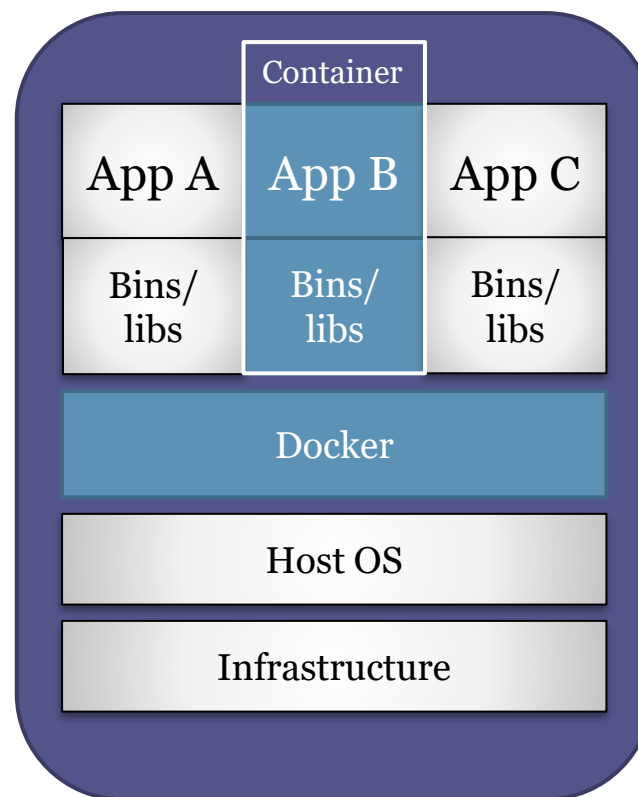 Container
App A
App B
App C
Bins/
libs
Bins/
libs
Bins/
libs
Docker
Host OS
Infrastructure